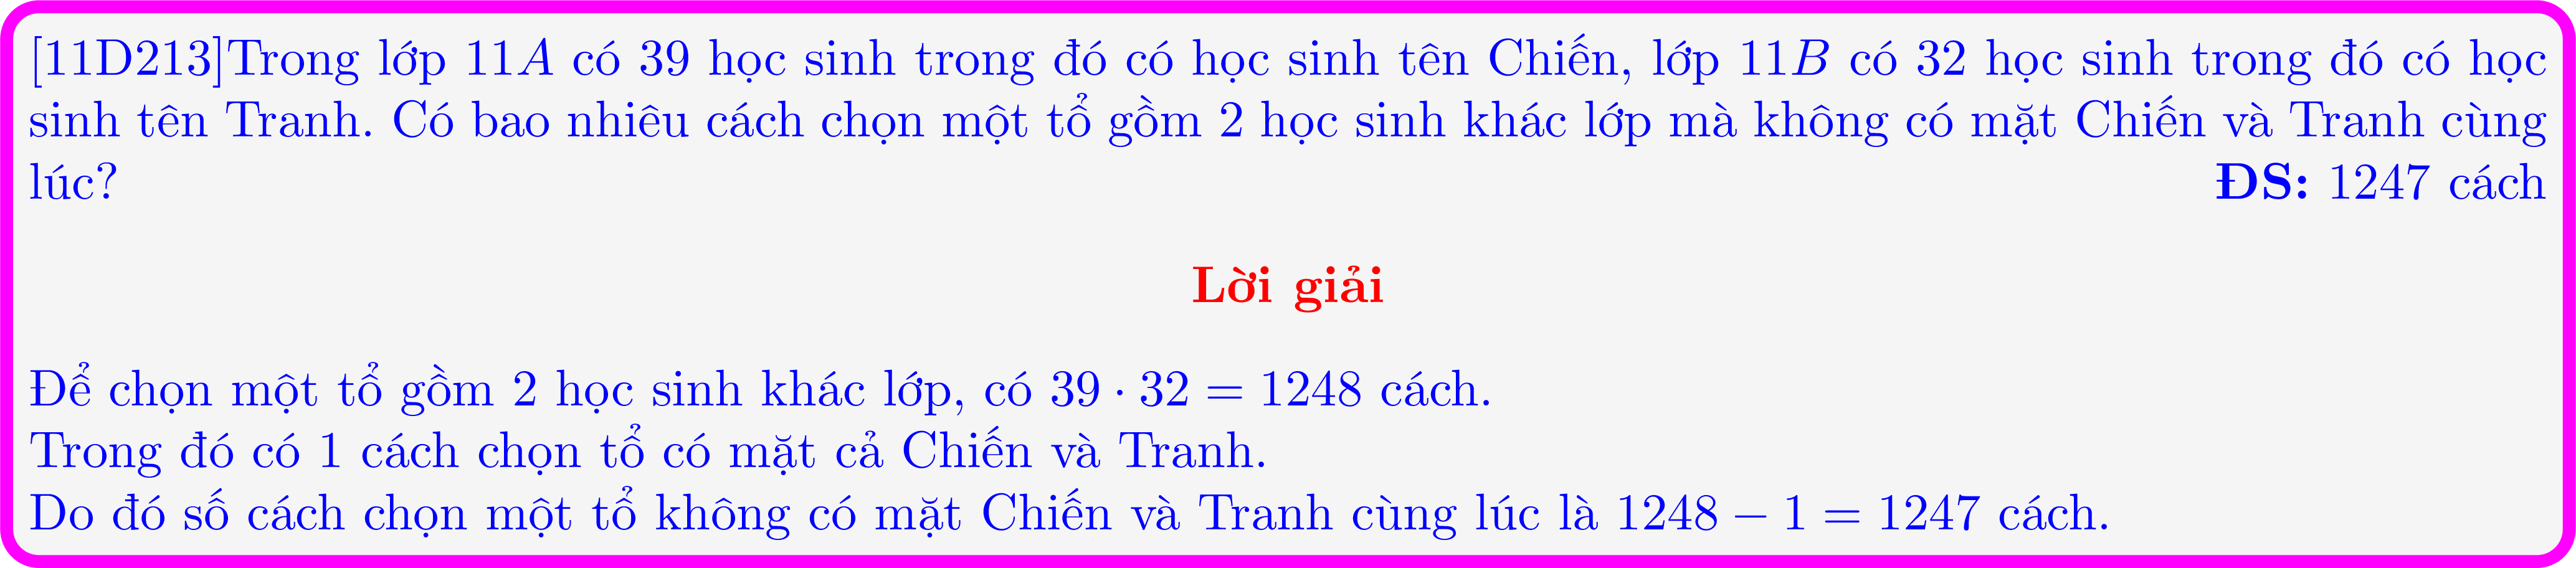 [11D213]Trong lớp 11A có 39 học sinh trong đó có học sinh tên Chiến, lớp 11B có 32 học sinh trong đó có học
sinh tên Tranh. Có bao nhiêu cách chọn một tổ gồm 2 học sinh khác lớp mà không có mặt Chiến và Tranh cùng
lúc? ĐS: 1247 cách
Lời giải
Để chọn một tổ gồm 2 học sinh khác lớp, có 39 · 32 = 1248 cách.
Trong đó có 1 cách chọn tổ có mặt cả Chiến và Tranh.
Do đó số cách chọn một tổ không có mặt Chiến và Tranh cùng lúc là 1248 − 1 = 1247 cách.